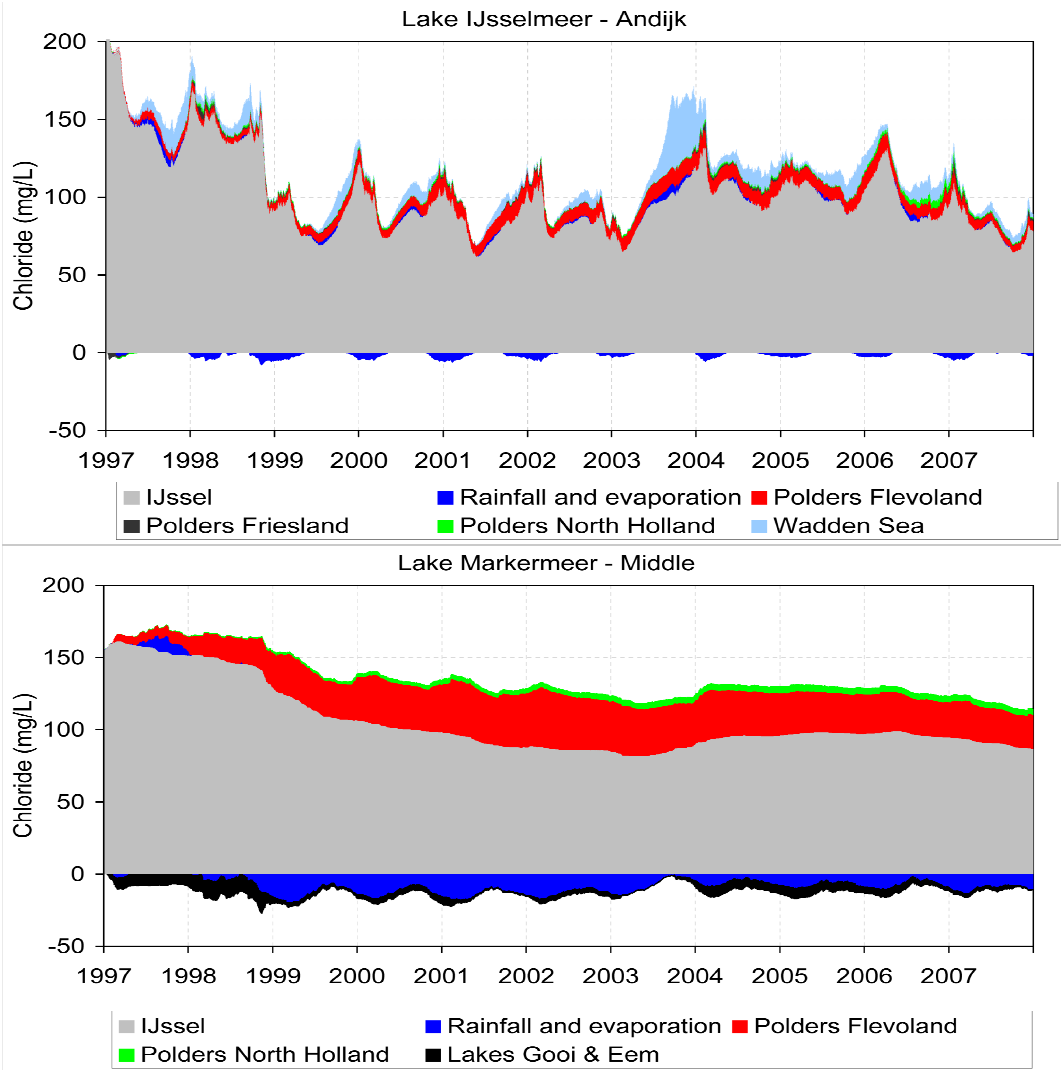 Lake IJsselmeer - Andijk
200
150
100
50
0
-50
Chloride (mg/L)
1997 1998 1999 2000 2001 2002 2003 2004 2005 2006 2007
IJssel Rainfall and evaporation Polders Flevoland
Polders Friesland Polders North Holland Wadden Sea
Lake Markermeer - Middle
200
150
100
50
0
-50
Chloride (mg/L)
1997 1998 1999 2000 2001 2002 2003 2004 2005 2006 2007
IJssel Rainfall and evaporation Polders Flevoland
Polders North Holland Lakes Gooi & Eem